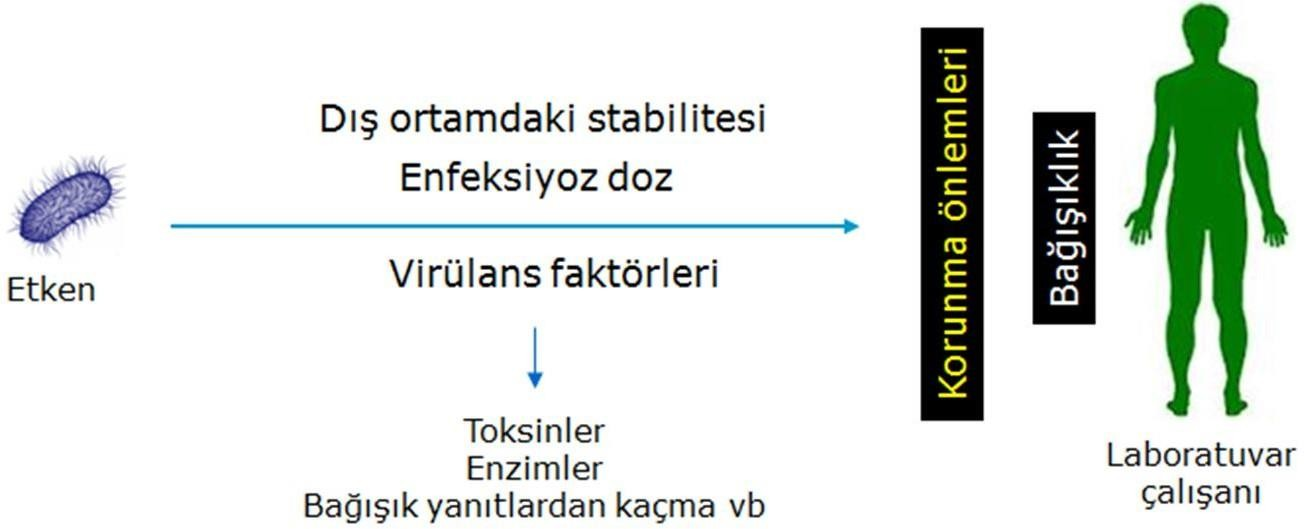 Etken
Dış ortamdaki stabilitesi
Enfeksiyoz doz
Virülans faktörleri
Toksinler
Enzimler
Bağışık yanıtlardan kaçma vb
Korunma önlemleri
Bağışıklık
Laboratuvar
çalışanı